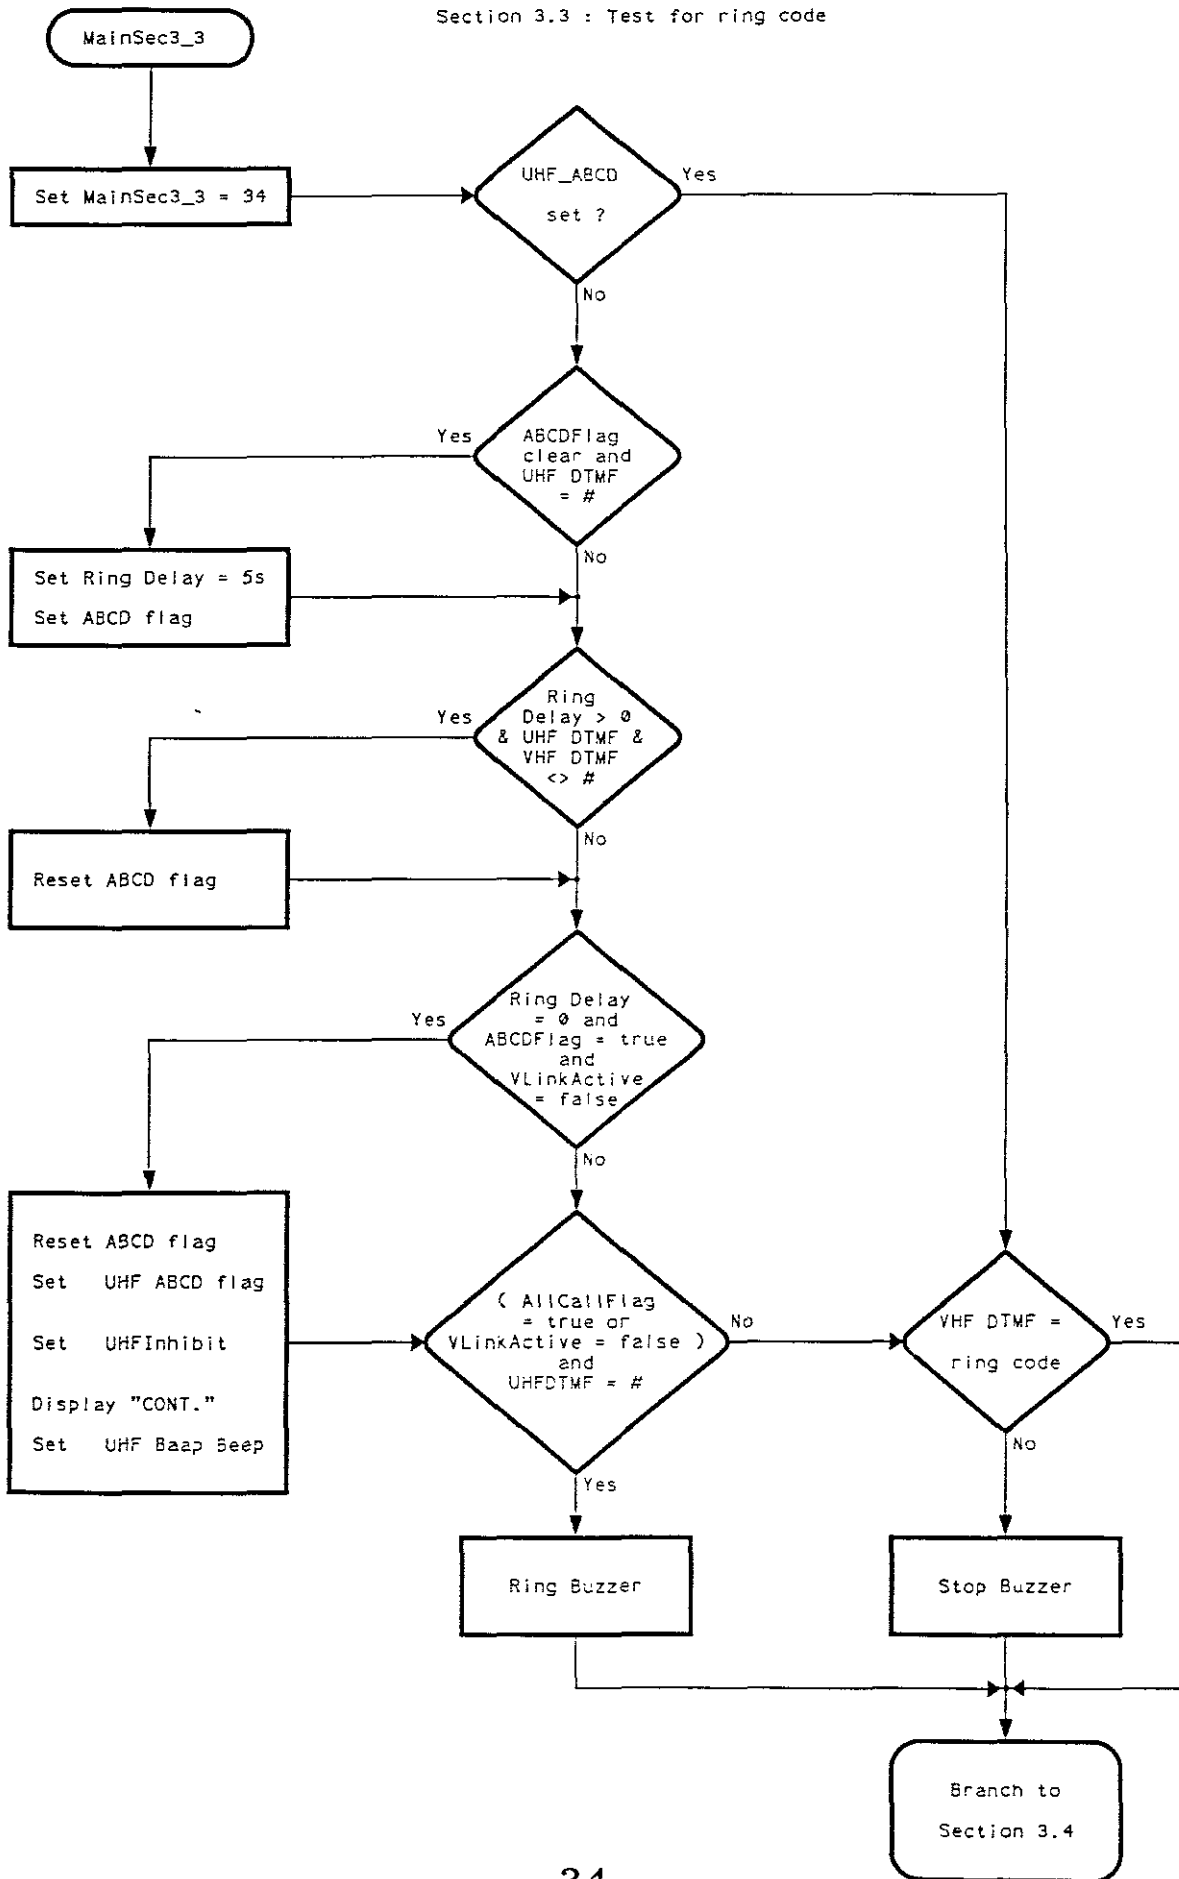 Section 3.3 : Test for ring code
MainSec3_3
Set MainSec3_3 = 34
UHF_ABCD
set ?
Yes
No
ABCDFlag
clear and
UHF DTMF
= #
Yes
No
Set Ring Delay = 5s
Set ABCD flag
Ring
Delay > 0
& UHF DTMF &
VHF DTMF
<> #
Yes
No
Reset ABCD flag
Ring Delay
= 0 and
ABCDFlag = true
and
VLinkActive
= false
Yes
No
Reset ABCD flag
Set UHF ABCD flag
Set UHFInhibit
Display "CONT."
Set UHF Baap Beep
( AllCallFlag
= true or
VLinkActive = false )
and
UHFDTMF = #
No
Yes
VHF DTMF =
ring code
Yes
No
Ring Buzzer
Stop Buzzer
Branch to
Section 3.4
34